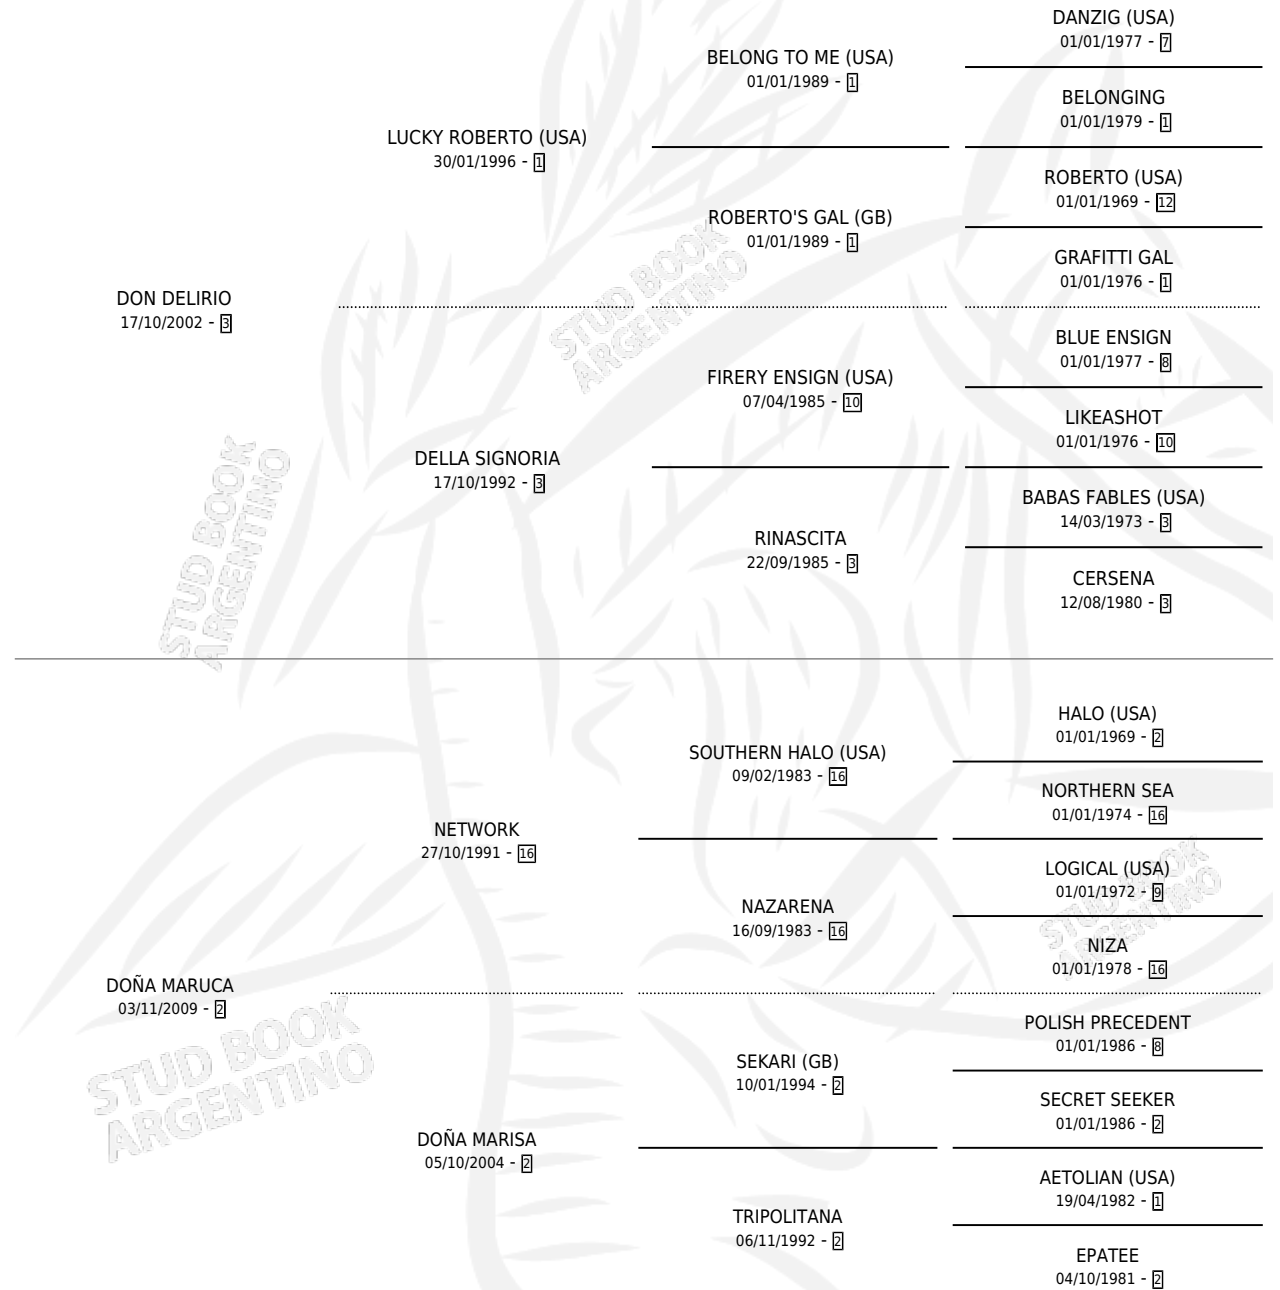 DON DELIRIO
17/10/2002 - 3
LUCKY ROBERTO (USA)
30/01/1996 - 1
DELLA SIGNORIA
17/10/1992 - 3
BELONG TO ME (USA)
01/01/1989 - 1
ROBERTO'S GAL (GB)
01/01/1989 - 1
FIRERY ENSIGN (USA)
07/04/1985 - 10
RINASCITA
22/09/1985 - 3
DANZIG (USA)
01/01/1977 - 7
BELONGING
01/01/1979 - 1
ROBERTO (USA)
01/01/1969 - 12
GRAFITTI GAL
01/01/1976 - 1
BLUE ENSIGN
01/01/1977 - 8
LIKEASHOT
01/01/1976 - 10
BABAS FABLES (USA)
14/03/1973 - 3
CERSENA
12/08/1980 - 3
STUD BOOK
ARGENTINO
STUD BOOK
ARGENTINO
DOÑA MARUCA
03/11/2009 - 2
NETWORK
27/10/1991 - 16
DOÑA MARISA
05/10/2004 - 2
SOUTHERN HALO (USA)
09/02/1983 - 16
NAZARENA
16/09/1983 - 16
SEKARI (GB)
10/01/1994 - 2
TRIPOLITANA
06/11/1992 - 2
HALO (USA)
01/01/1969 - 2
NORTHERN SEA
01/01/1974 - 16
LOGICAL (USA)
01/01/1972 - 9
NIZA
01/01/1978 - 16
POLISH PRECEDENT
01/01/1986 - 8
SECRET SEEKER
01/01/1986 - 2
AETOLIAN (USA)
19/04/1982 - 1
EPATEE
04/10/1981 - 2
STUD BOOK
ARGENTINO
STUD BOOK
ARGENTINO